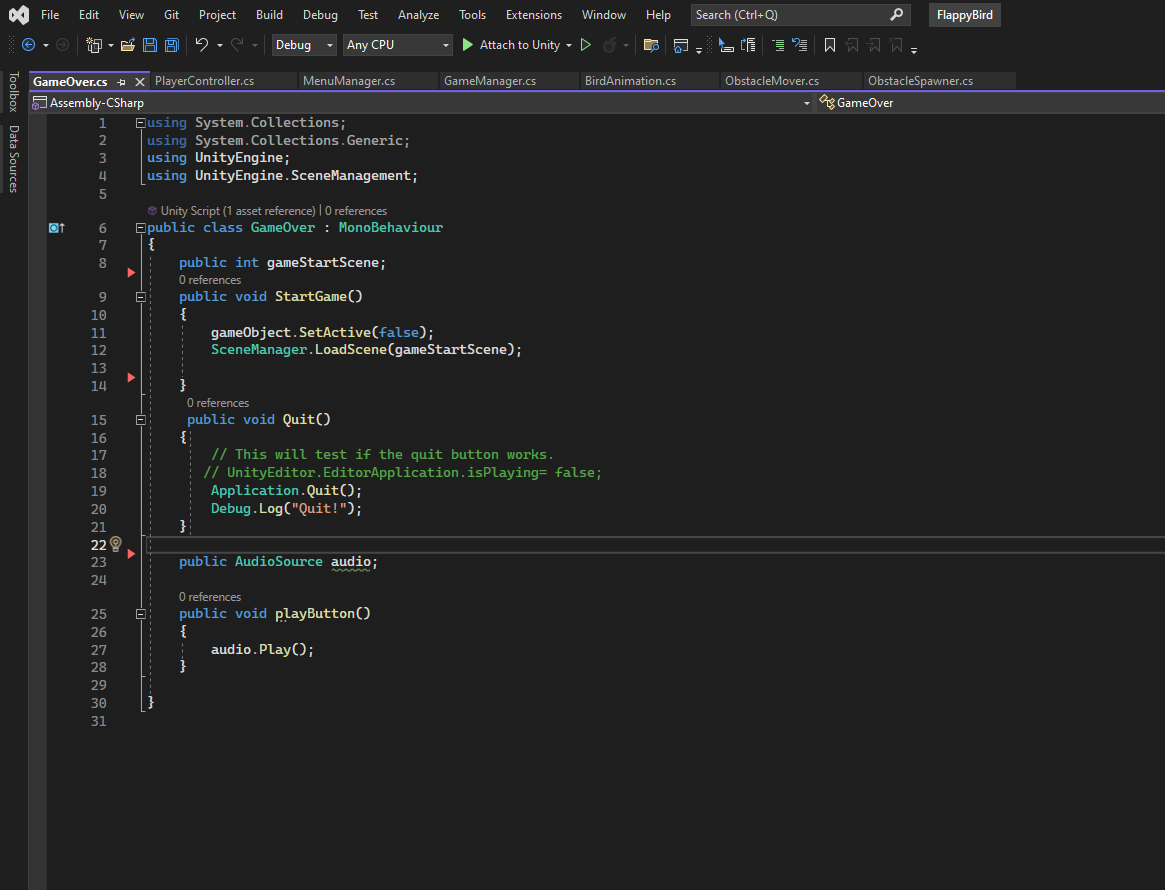 File Edit View Git Project Build Debug Test Analyze Tools Extensions Window Help Search (Ctrl+Q) FlappyBird
Debug Any CPU Attach to Unity
Toolbox
Data Sources
GameOver.cs PlayerController.cs MenuManager.cs GameManager.cs BirdAnimation.cs ObstacleMover.cs ObstacleSpawner.cs
Assembly-CSharp GameOver
1 using System.Collections;
2 using System.Collections.Generic;
3 using UnityEngine;
4 using UnityEngine.SceneManagement;
5
Unity Script (1 asset reference) | 0 references
6 public class GameOver : MonoBehaviour
7 {
8 public int gameStartScene;
0 references
9 public void StartGame()
10 {
11 gameObject.SetActive(false);
12 SceneManager.LoadScene(gameStartScene);
13
14 }
0 references
15 public void Quit()
16 {
17 // This will test if the quit button works.
18 // UnityEditor.EditorApplication.isPlaying= false;
19 Application.Quit();
20 Debug.Log("Quit!");
21 }
22
23 public AudioSource audio;
24
0 references
25 public void playButton()
26 {
27 audio.Play();
28 }
29
30 }
31